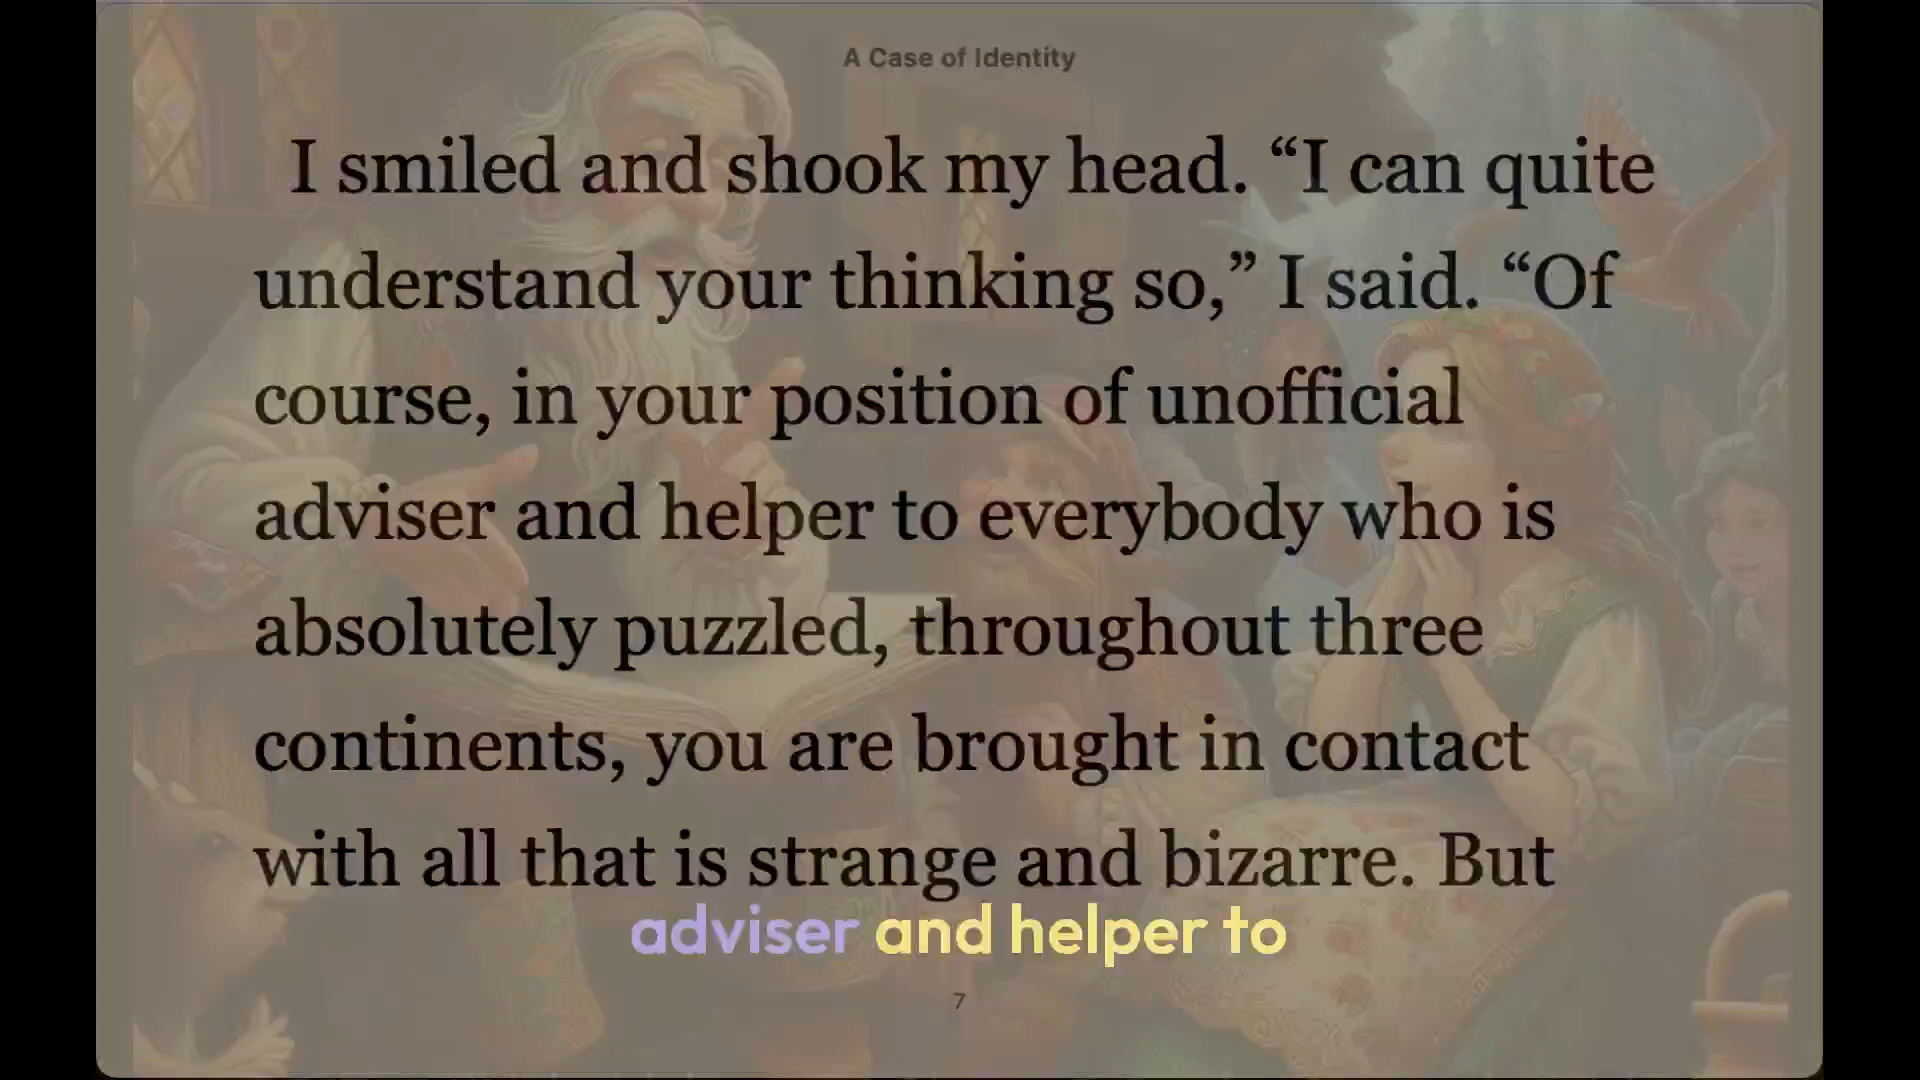 A Case of Identity
I smiled and shook my head. “I can quite
understand your thinking so,” I said. “Of
course, in your position of unofficial
adviser and helper to everybody who is
absolutely puzzled, throughout three
continents, you are brought in contact
with all that is strange and bizarre. But
adviser and helper to
7